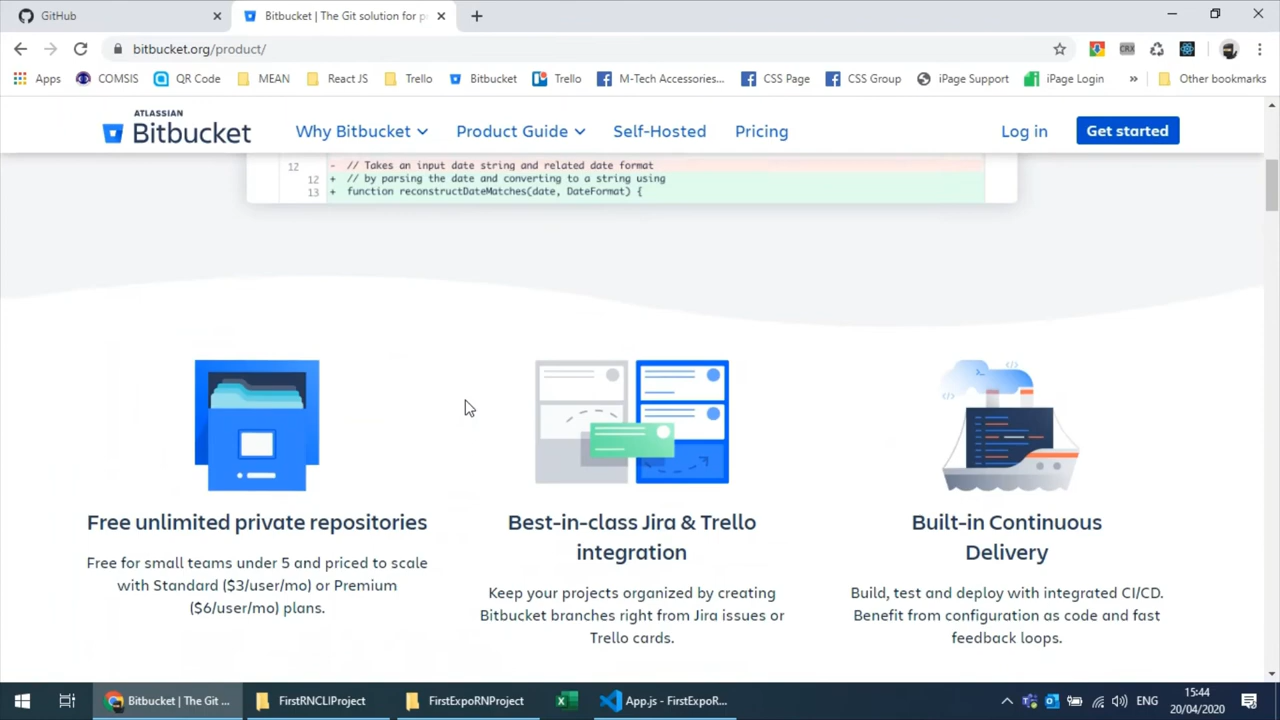 GitHub
Bitbucket | The Git solution for pr
bitbucket.org/product/
Apps
COMSIS
QR Code
MEAN
React JS
Trello
Bitbucket
Trello
M-Tech Accessories...
CSS Page
CSS Group
iPage Support
iPage Login
»
Other bookmarks
CRX
ATLASSIAN
Bitbucket
Why Bitbucket
Product Guide
Self-Hosted
Pricing
Log in
Get started
12 - // Takes an input date string and related date format
12 + // by parsing the date and converting to a string using
13 + function reconstructDateMatches(date, DateFormat) {
Free unlimited private repositories
Free for small teams under 5 and priced to scale
with Standard ($3/user/mo) or Premium
($6/user/mo) plans.
Best-in-class Jira & Trello
integration
Keep your projects organized by creating
Bitbucket branches right from Jira issues or
Trello cards.
Built-in Continuous
Delivery
Build, test and deploy with integrated CI/CD.
Benefit from configuration as code and fast
feedback loops.
Bitbucket | The Git ...
FirstRNCLIProject
FirstExpoRNProject
App.js - FirstExpoR...
ENG
15:44
20/04/2020